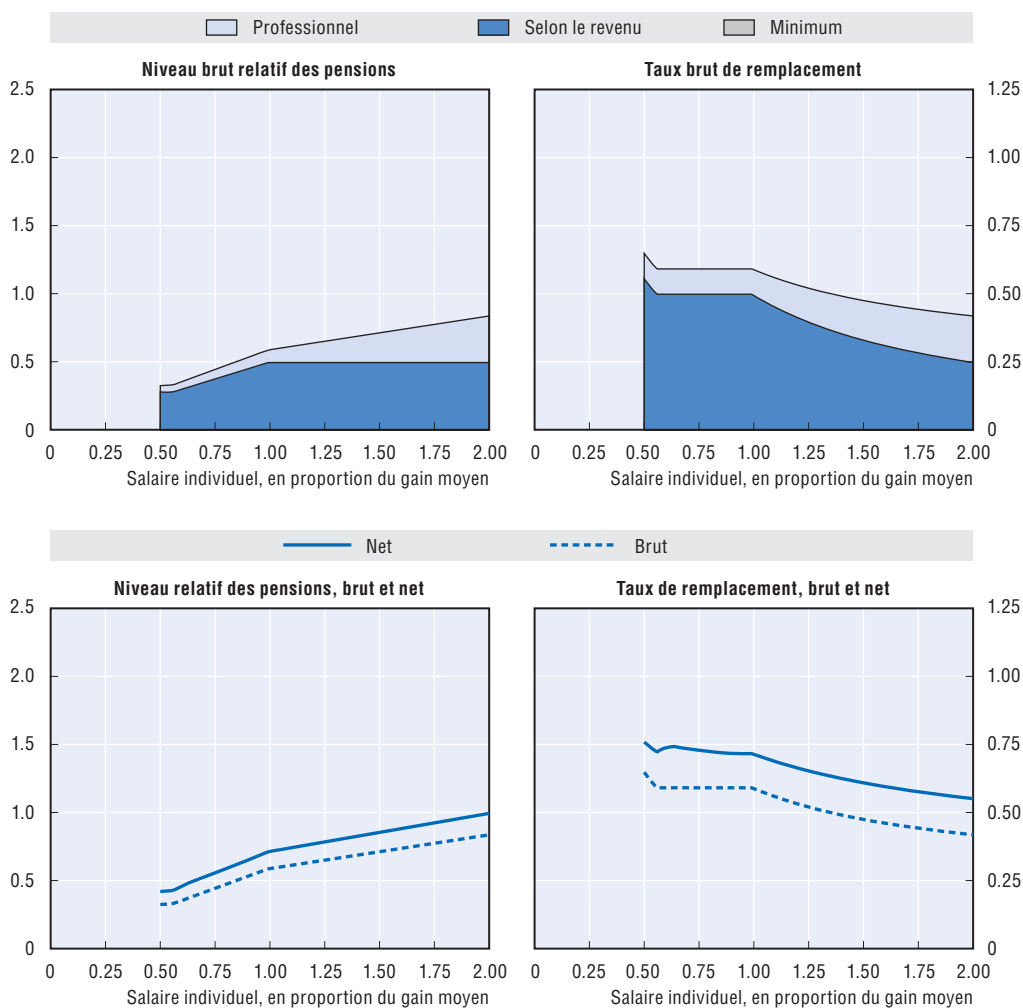 Professionnel Selon le revenu Minimum
Niveau brut relatif des pensions
2.5
2.0
1.5
1.0
0.5
0
0 0.25 0.50 0.75 1.00 1.25 1.50 1.75 2.00
Salaire individuel, en proportion du gain moyen
Taux brut de remplacement
1.25
1.00
0.75
0.50
0.25
0
0 0.25 0.50 0.75 1.00 1.25 1.50 1.75 2.00
Salaire individuel, en proportion du gain moyen
Net Brut
Niveau relatif des pensions, brut et net
2.5
2.0
1.5
1.0
0.5
0
0 0.25 0.50 0.75 1.00 1.25 1.50 1.75 2.00
Salaire individuel, en proportion du gain moyen
Taux de remplacement, brut et net
1.25
1.00
0.75
0.50
0.25
0
0 0.25 0.50 0.75 1.00 1.25 1.50 1.75 2.00
Salaire individuel, en proportion du gain moyen